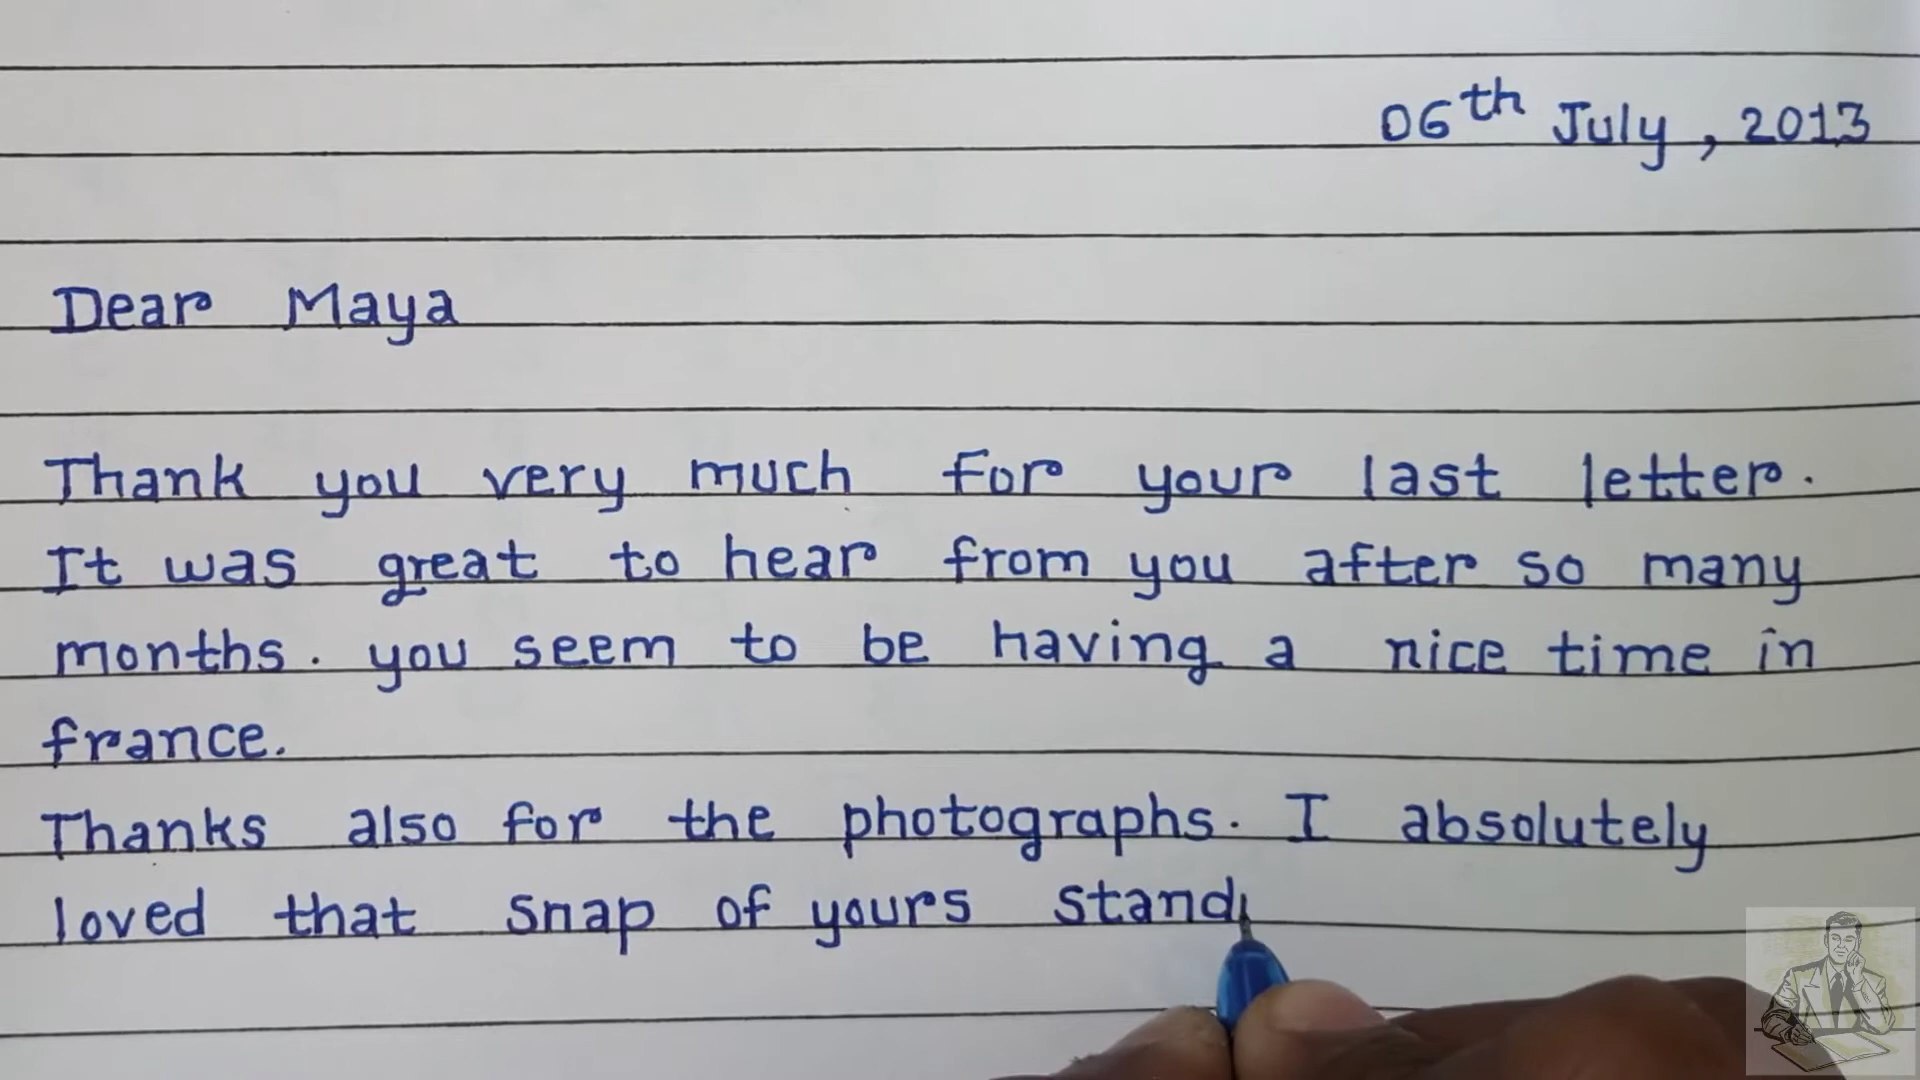 06th July, 2013
Dear Maya
Thank you very much for your last letter.
It was great to hear from you after so many
months. you seem to be having a nice time in
france.
Thanks also for the photographs. I absolutely
loved that snap of yours stand